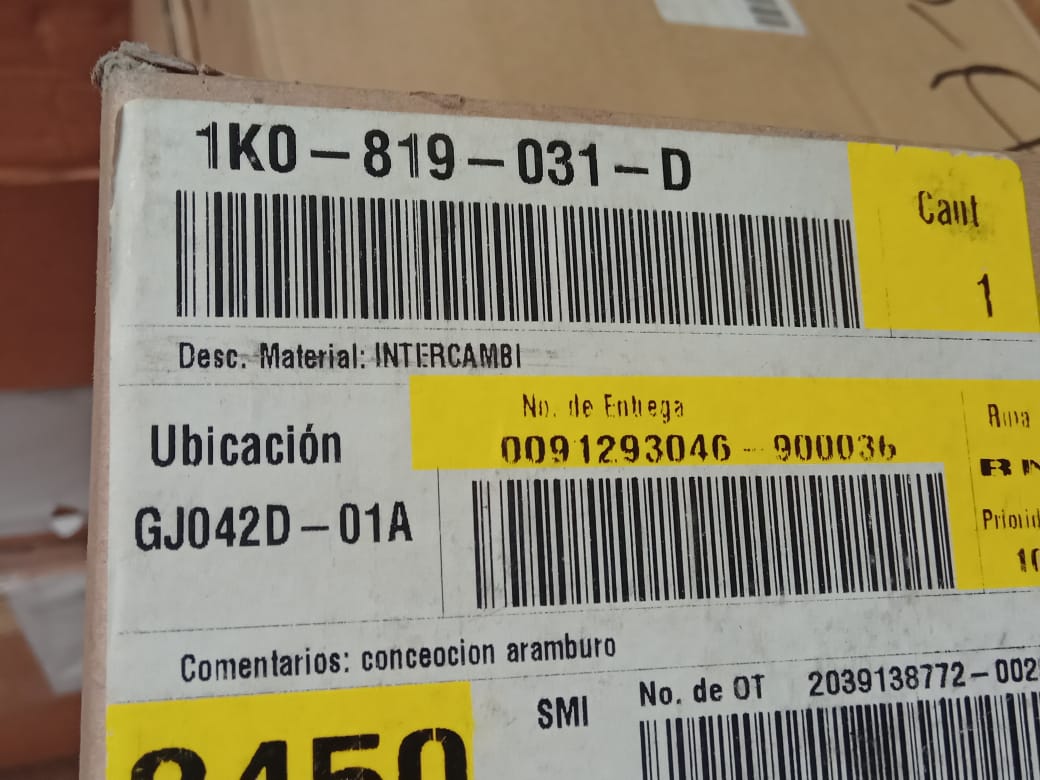 1K0-819-031-D
Cant
1
Desc. Material: INTERCAMBI
No. de Entrega
0091293046-900036
Ubicación
GJ042D-01A
Comentarios: conceocion aramburo
SMI
No. de OT 2039138772-002